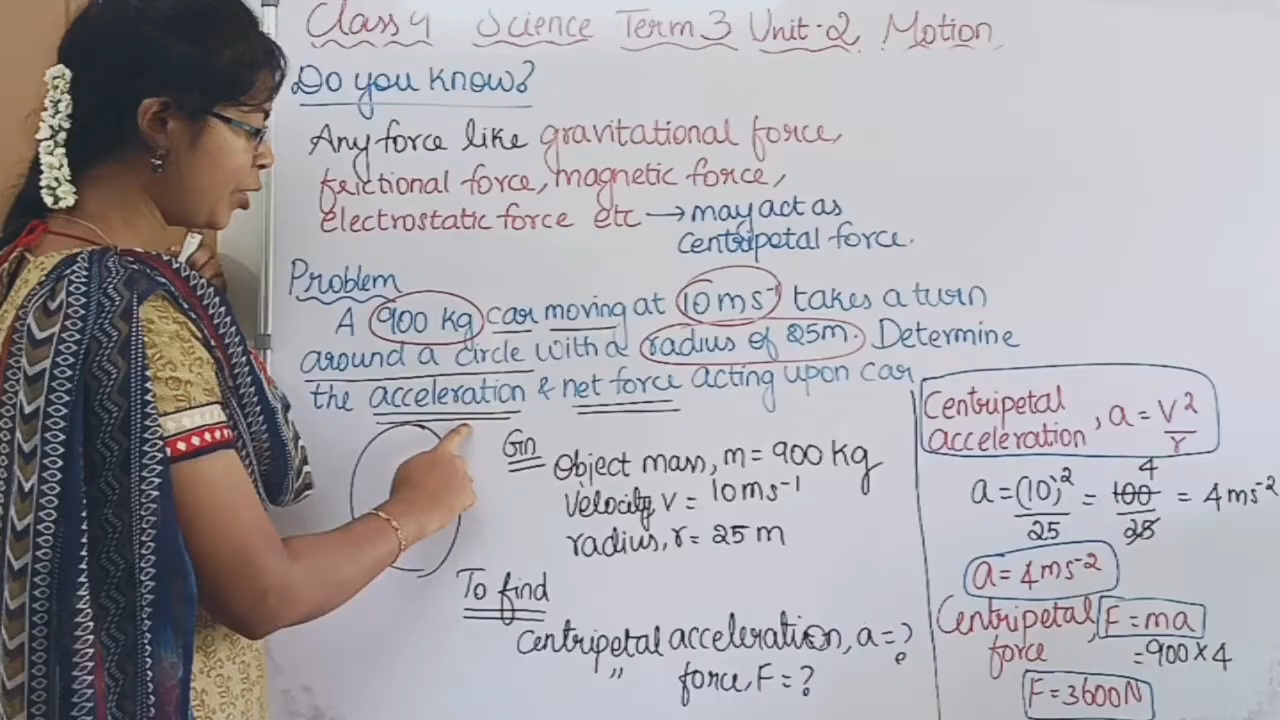 Class 9 Science Term 3 Unit-2 Motion
Do you know?
Any force like gravitational force,
frictional force, magnetic force,
electrostatic force etc → may act as
centripetal force.
Problem
A 900 kg car moving at 10 ms⁻¹ takes a turn
around a circle with a radius of 25m. Determine
the acceleration & net force acting upon car
Gn
Object mass, m = 900 kg
Velocity, v = 10 ms⁻¹
radius, r = 25 m
To find
Centripetal acceleration, a = ?
" force, F = ?
Centripetal
acceleration, a = V²/r
a = (10)²/25 = 100/25 = 4 ms⁻²
4
a = 4 ms⁻²
Centripetal
force, F = ma
= 900 × 4
F = 3600 N